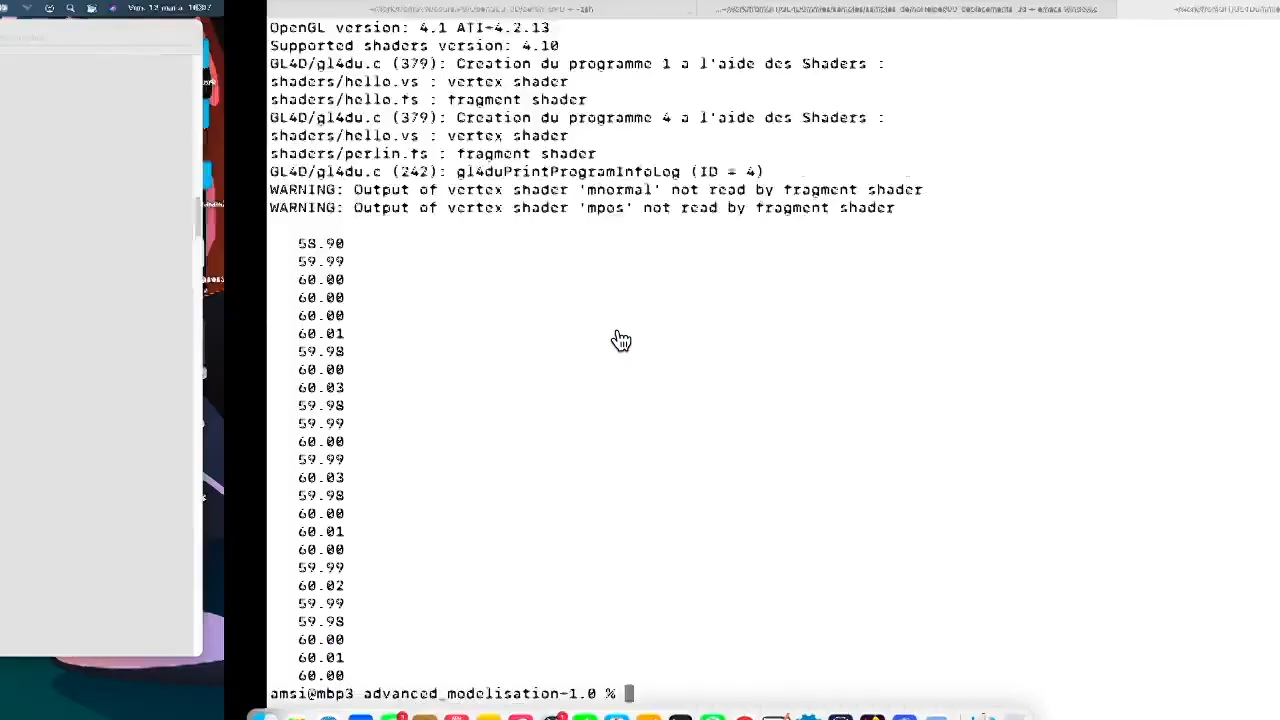 OpenGL version: 4.1 ATI-4.2.13
Supported shaders version: 4.10
GL4D/gl4du.c (379): Creation du programme 1 a l'aide des Shaders :
shaders/hello.vs : vertex shader
shaders/hello.fs : fragment shader
GL4D/gl4du.c (379): Creation du programme 4 a l'aide des Shaders :
shaders/hello.vs : vertex shader
shaders/perlin.fs : fragment shader
GL4D/gl4du.c (242): gl4duPrintProgramInfoLog (ID = 4)
WARNING: Output of vertex shader 'mnormal' not read by fragment shader
WARNING: Output of vertex shader 'mpos' not read by fragment shader
58.90
59.99
60.00
60.00
60.00
60.01
59.98
60.00
60.03
59.98
59.99
60.00
59.99
60.03
59.98
60.00
60.01
60.00
59.99
60.02
59.99
59.98
60.00
60.01
60.00
amsi@mbp3 advanced_modelisation-1.0 %